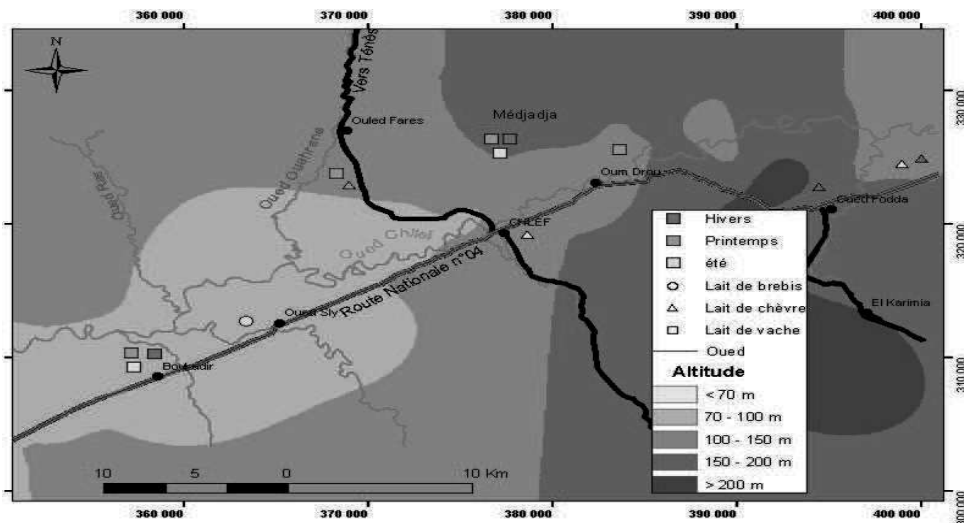 360 000 370 000 380 000 390 000 400 000
N
Vers Ténès
330 000
Médjadja
Ouled Fares
Oued Ouahrane
Oued Ras
Oum Drou
Oued Fodda
320 000
CHLEF
Oued Chlef
Route Nationale n°04
Oued Sly
El Karimia
310 000
Boukadir
Hivers
Printemps
été
Lait de brebis
Lait de chèvre
Lait de vache
Oued
Altitude
<70 m
70 - 100 m
100 - 150 m
150 - 200 m
>200 m
10 5 0 10 Km
300 000
360 000 370 000 380 000 390 000 400 000